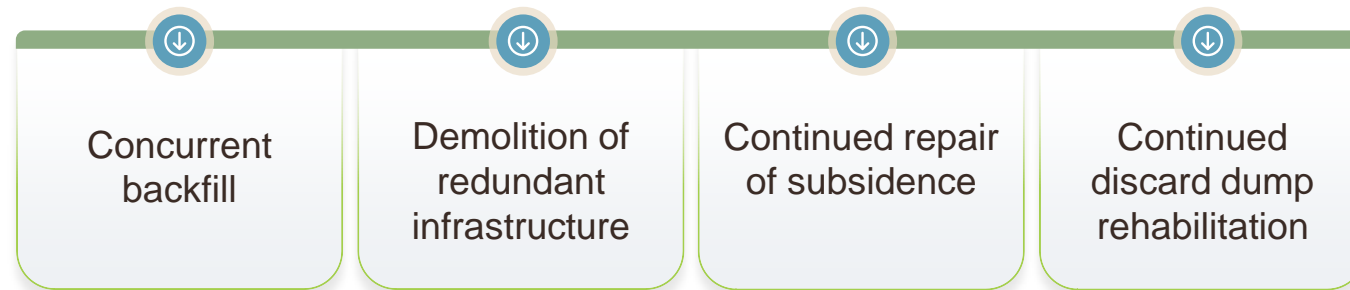 Concurrent
backfill
Demolition of
redundant
infrastructure
Continued repair
of subsidence
Continued
discard dump
rehabilitation